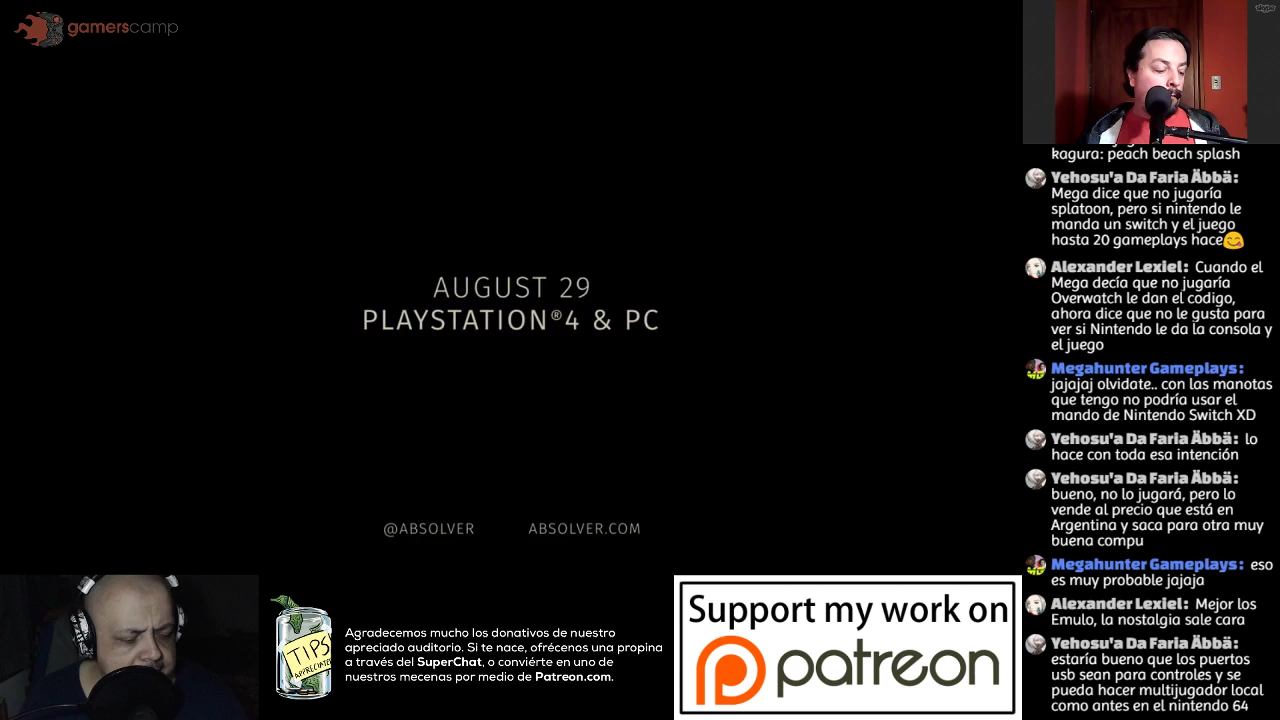 gamerscamp
skype
AUGUST 29
PLAYSTATION®4 & PC
@ABSOLVER ABSOLVER.COM
TIPS
APPRECIATED
Agradecemos mucho los donativos de nuestro
apreciado auditorio. Si te nace, ofrécenos una propina
a través del SuperChat, o conviérte en uno de
nuestros mecenas por medio de Patreon.com.
Support my work on
patreon
kagura: peach beach splash
Yehosu'a Da Faria Äbbä:
Mega dice que no jugaría
splatoon, pero si nintendo le
manda un switch y el juego
hasta 20 gameplays hace😋
Alexander Lexiel: Cuando el
Mega decía que no jugaría
Overwatch le dan el codigo,
ahora dice que no le gusta para
ver si Nintendo le da la consola y
el juego
Megahunter Gameplays:
jajajaj olvidate.. con las manotas
que tengo no podría usar el
mando de Nintendo Switch XD
Yehosu'a Da Faria Äbbä: lo
hace con toda esa intención
Yehosu'a Da Faria Äbbä:
bueno, no lo jugará, pero lo
vende al precio que está en
Argentina y saca para otra muy
buena compu
Megahunter Gameplays: eso
es muy probable jajaja
Alexander Lexiel: Mejor los
Emulo, la nostalgia sale cara
Yehosu'a Da Faria Äbbä:
estaría bueno que los puertos
usb sean para controles y se
pueda hacer multijugador local
como antes en el nintendo 64